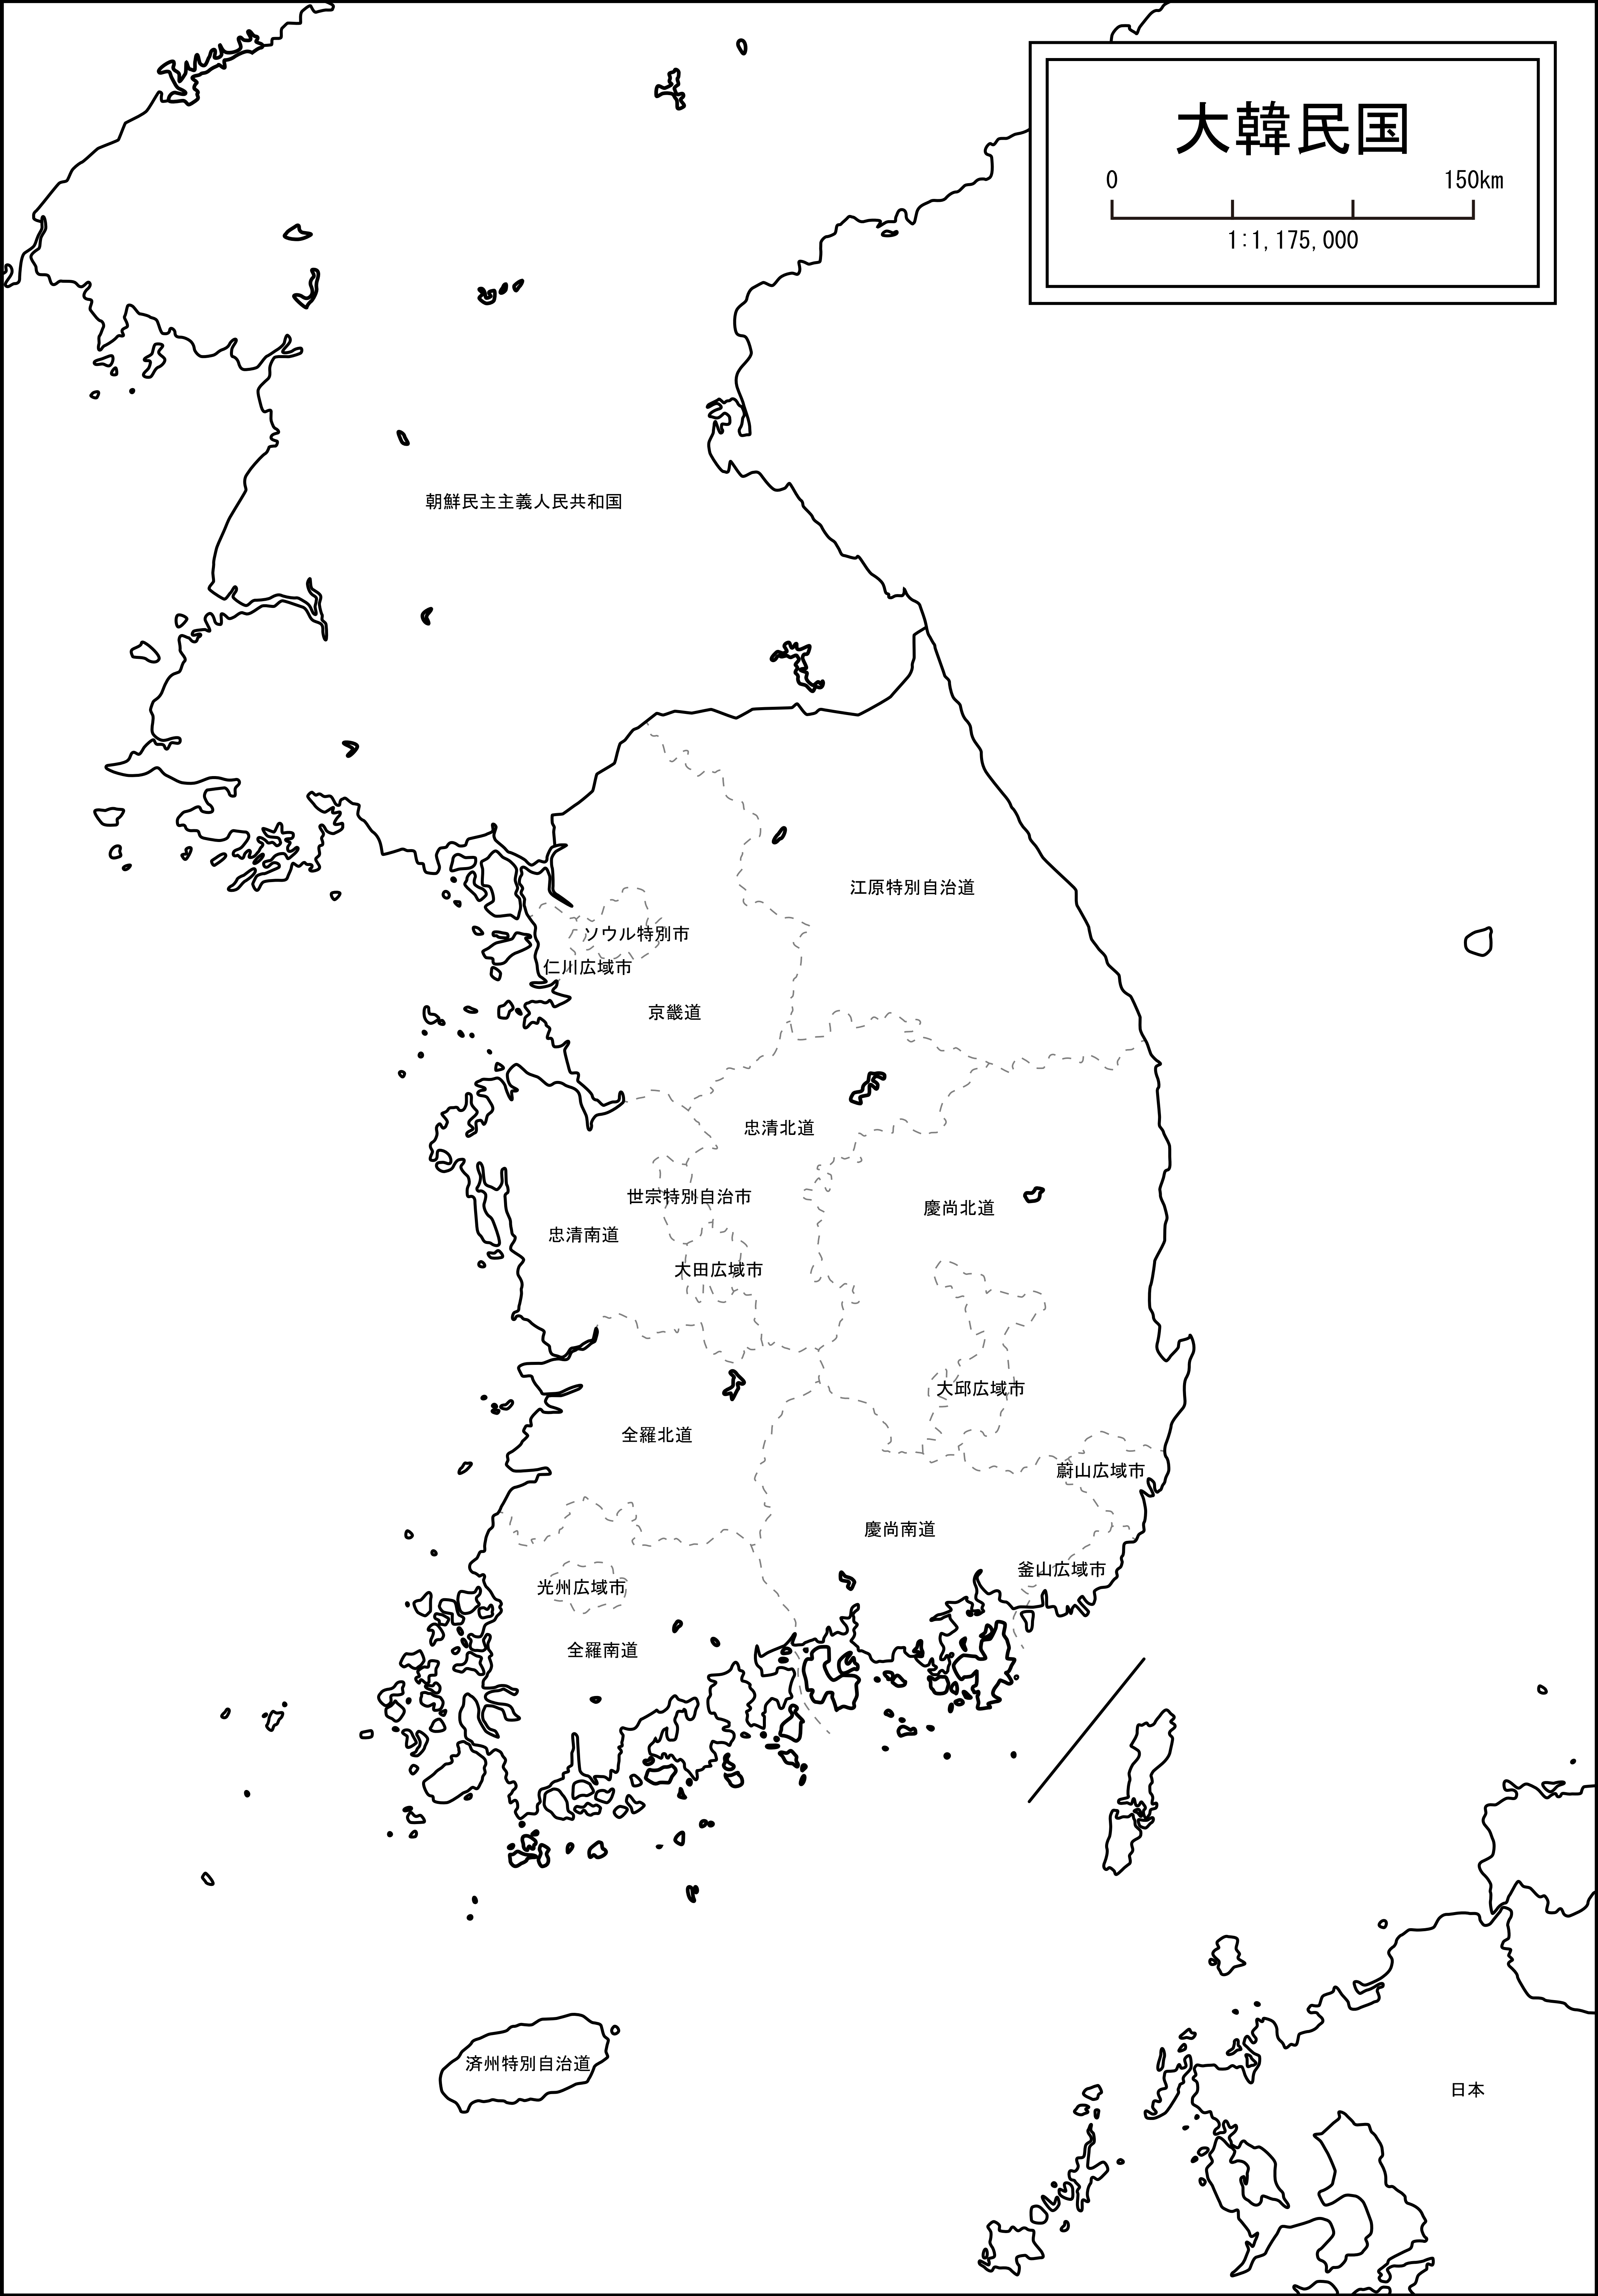 大韓民国
0 150km
1:1,175,000
朝鮮民主主義人民共和国
江原特別自治道
ソウル特別市
仁川広域市
京畿道
忠清北道
世宗特別自治市
慶尚北道
忠清南道
大田広域市
大邱広域市
全羅北道
蔚山広域市
慶尚南道
釜山広域市
光州広域市
全羅南道
済州特別自治道
日本